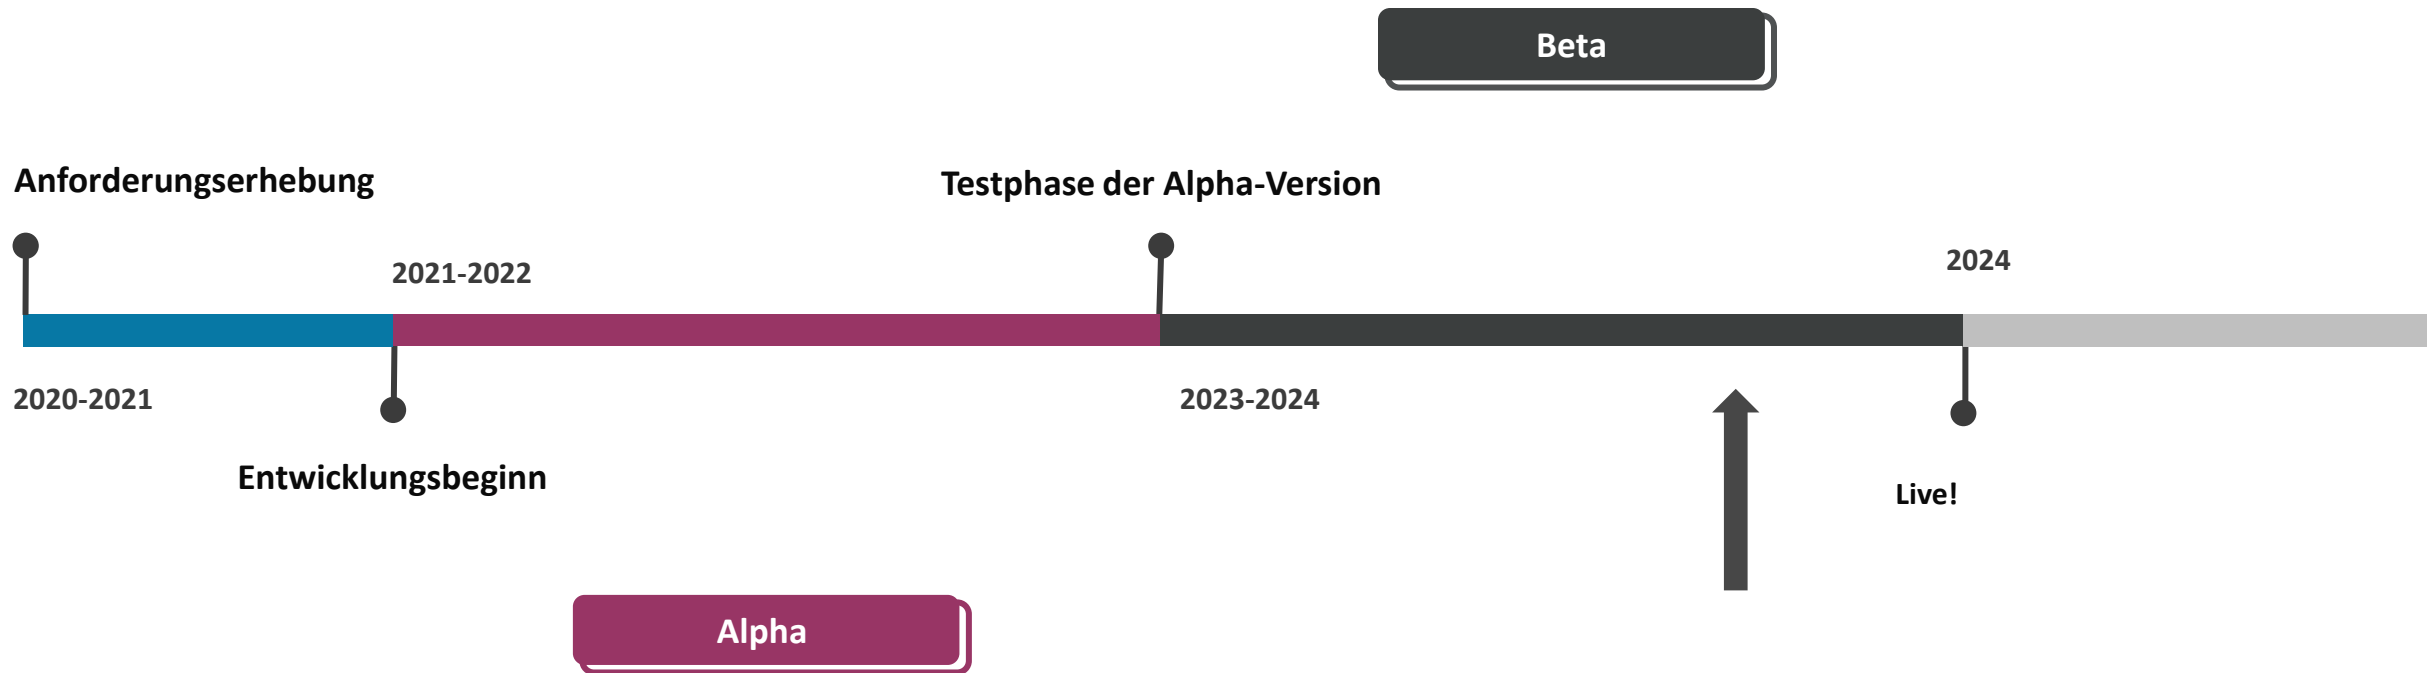 Beta
Anforderungserhebung
Testphase der Alpha-Version
2021-2022
2024
2020-2021
2023-2024
Entwicklungsbeginn
Live!
Alpha